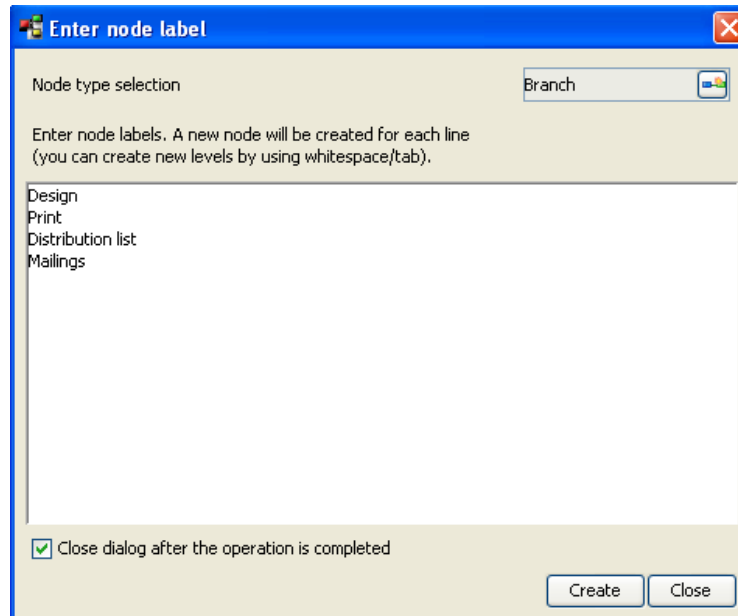 Enter node label
Node type selection
Branch
Enter node labels. A new node will be created for each line
(you can create new levels by using whitespace/tab).
Design
Print
Distribution list
Mailings
Close dialog after the operation is completed
Create
Close